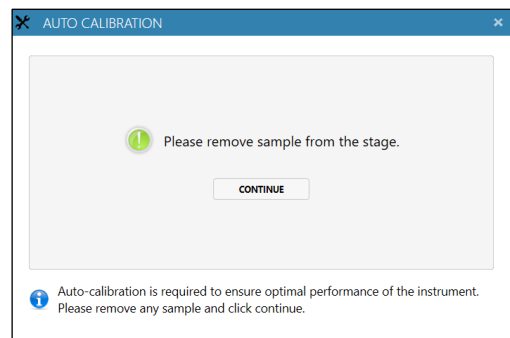 AUTO CALIBRATION
Please remove sample from the stage.
CONTINUE
Auto-calibration is required to ensure optimal performance of the instrument.
Please remove any sample and click continue.